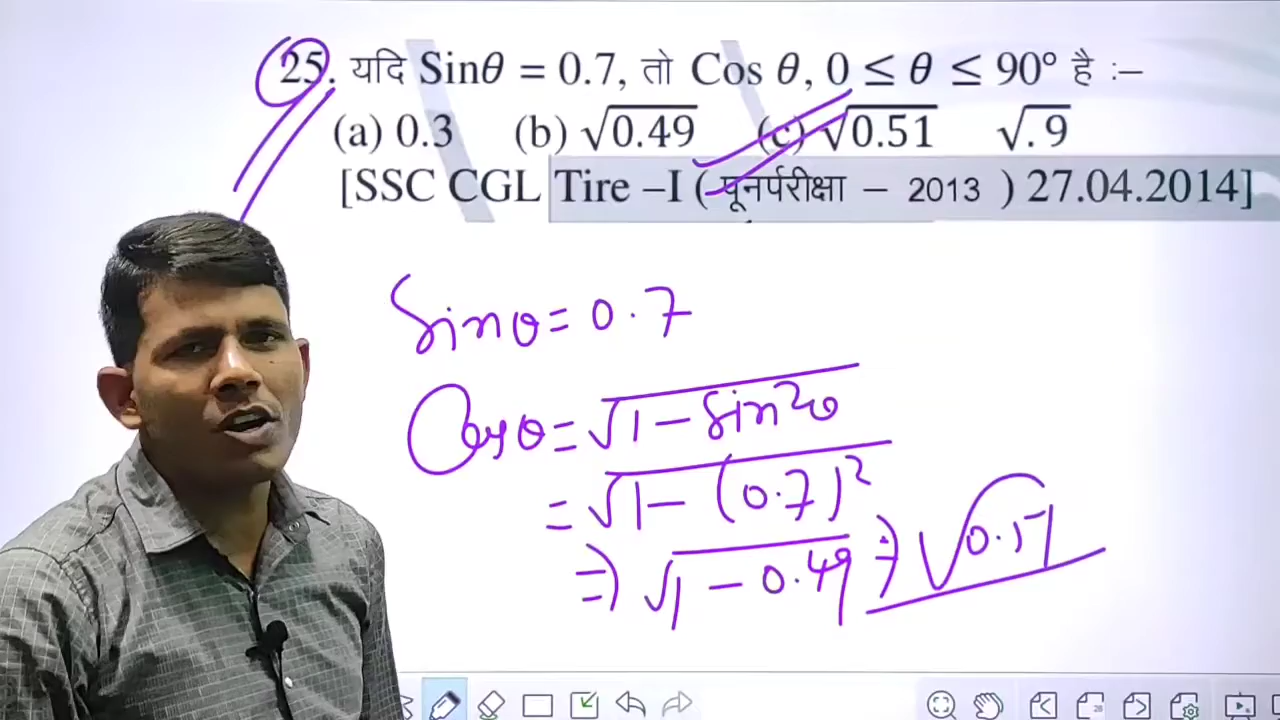 25. यदि Sinθ = 0.7, तो Cos θ, 0 ≤ θ ≤ 90° है :–
(a) 0.3 (b) √0.49 (c) √0.51 √.9
[SSC CGL Tire –I ( पूनर्परीक्षा – 2013 ) 27.04.2014]
Sinθ = 0.7
Cosθ = √1 – Sin²θ
= √1 – (0.7)²
⇒ √1 – 0.49 ⇒ √0.51